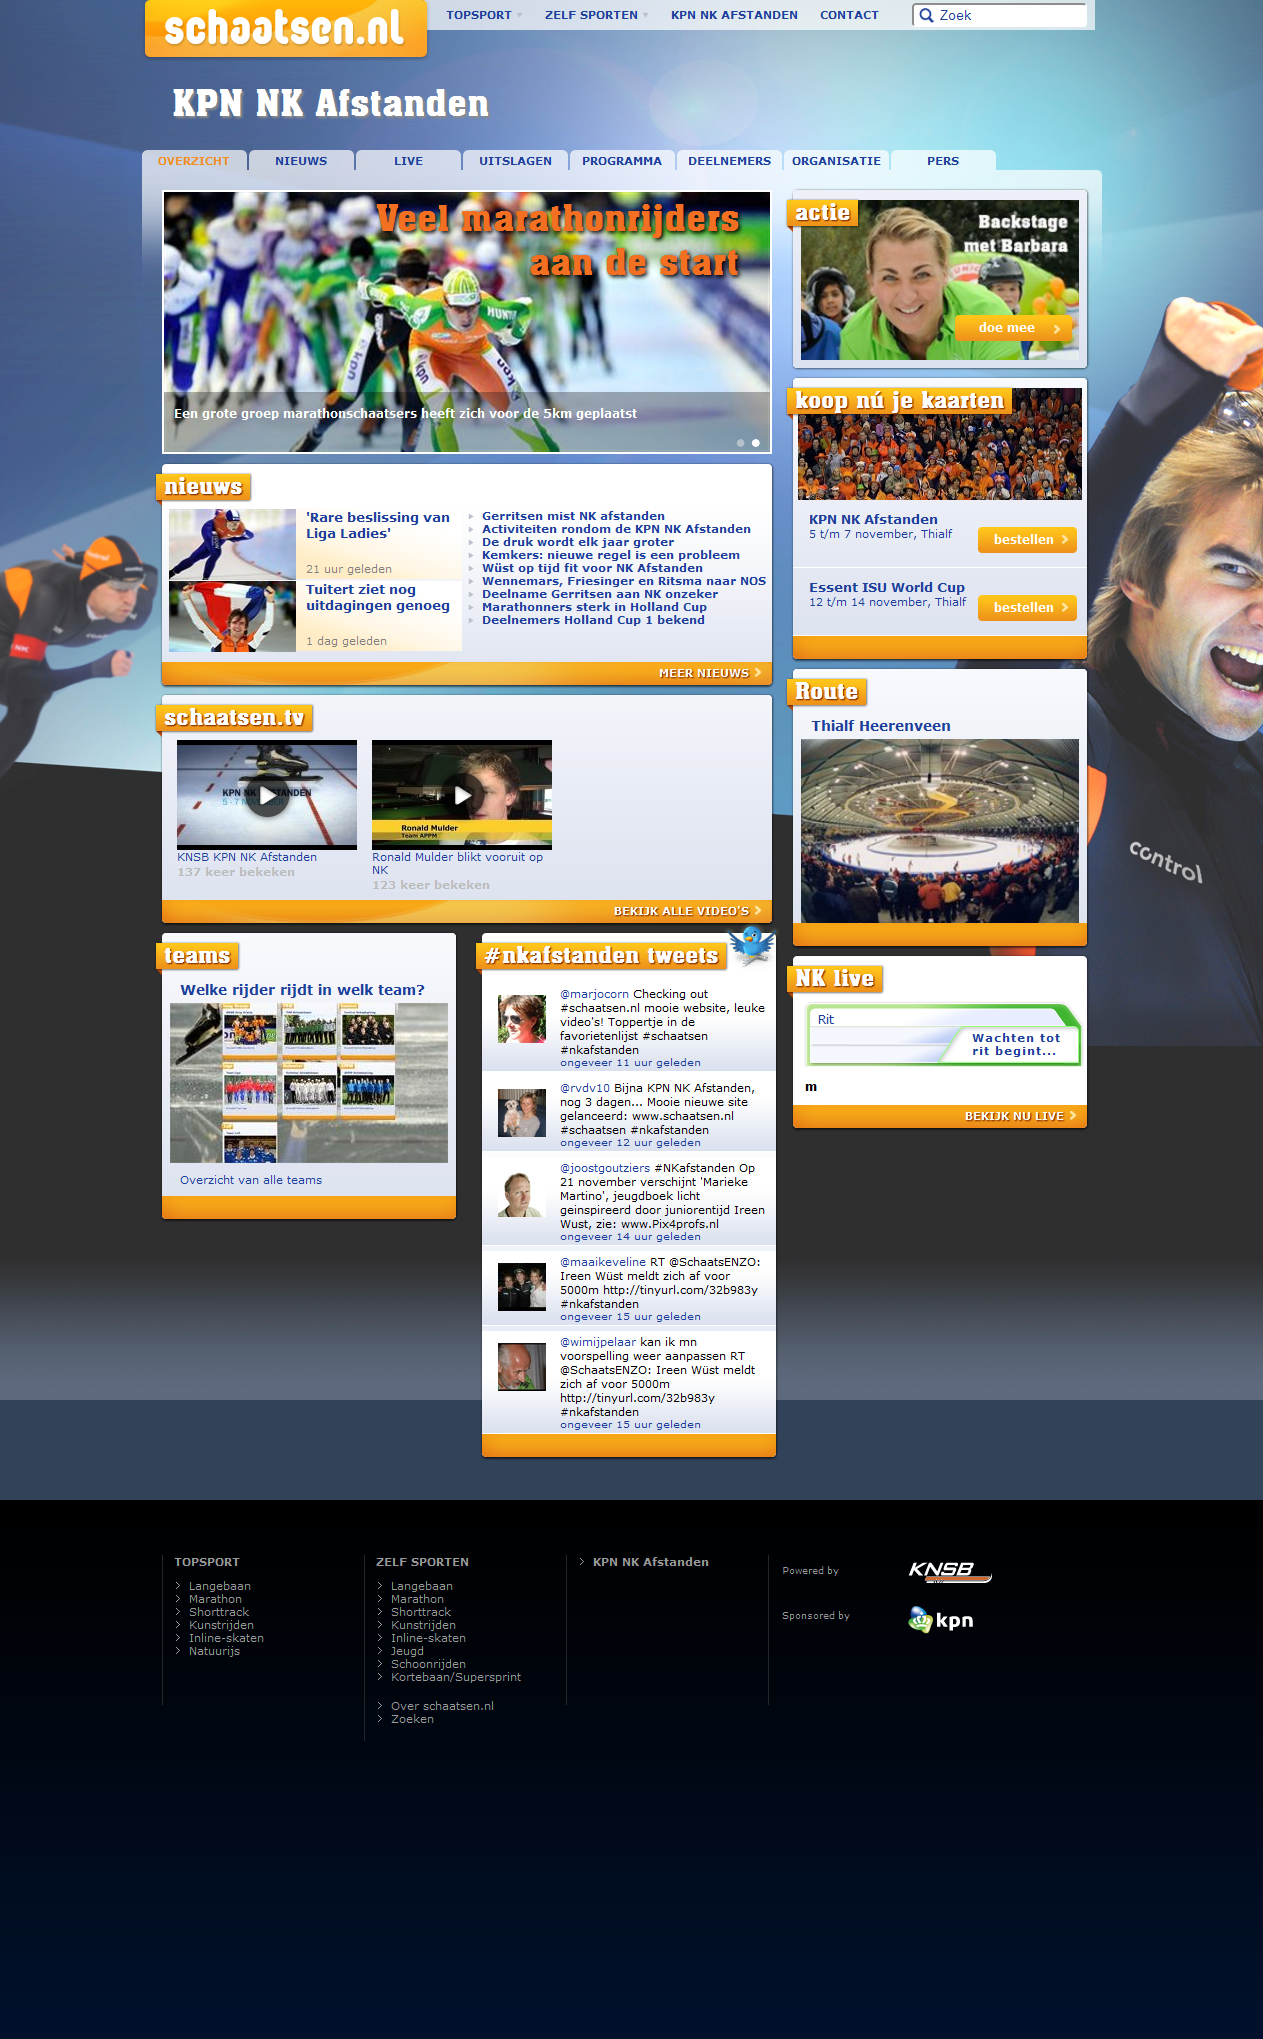 schaatsen.nl
TOPSPORT
ZELF SPORTEN
KPN NK AFSTANDEN
CONTACT
Zoek
KPN NK Afstanden
OVERZICHT
NIEUWS
LIVE
UITSLAGEN
PROGRAMMA
DEELNEMERS
ORGANISATIE
PERS
Veel marathonrijders
aan de start
Een grote groep marathonschaatsers heeft zich voor de 5km geplaatst
nieuws
'Rare beslissing van
Liga Ladies'
21 uur geleden
Tuitert ziet nog
uitdagingen genoeg
1 dag geleden
Gerritsen mist NK afstanden
Activiteiten rondom de KPN NK Afstanden
De druk wordt elk jaar groter
Kemkers: nieuwe regel is een probleem
Wüst op tijd fit voor NK Afstanden
Wennemars, Friesinger en Ritsma naar NOS
Deelname Gerritsen aan NK onzeker
Marathonners sterk in Holland Cup
Deelnemers Holland Cup 1 bekend
MEER NIEUWS
schaatsen.tv
KPN NK AFSTANDEN
5 - 7 NOVEMBER
KNSB KPN NK Afstanden
137 keer bekeken
Ronald Mulder
Team APPM
Ronald Mulder blikt vooruit op
NK
123 keer bekeken
BEKIJK ALLE VIDEO'S
teams
Welke rijder rijdt in welk team?
Overzicht van alle teams
#nkafstanden tweets
@marjocorn Checking out
#schaatsen.nl mooie website, leuke
video's! Toppertje in de
favorietenlijst #schaatsen
#nkafstanden
ongeveer 11 uur geleden
@rvdv10 Bijna KPN NK Afstanden,
nog 3 dagen... Mooie nieuwe site
gelanceerd: www.schaatsen.nl
#schaatsen #nkafstanden
ongeveer 12 uur geleden
@joostgoutziers #NKafstanden Op
21 november verschijnt 'Marieke
Martino', jeugdboek licht
geinspireerd door juniorentijd Ireen
Wust, zie: www.Pix4profs.nl
ongeveer 14 uur geleden
@maaikeveline RT @SchaatsENZO:
Ireen Wüst meldt zich af voor
5000m http://tinyurl.com/32b983y
#nkafstanden
ongeveer 15 uur geleden
@wimijpelaar kan ik mn
voorspelling weer aanpassen RT
@SchaatsENZO: Ireen Wüst meldt
zich af voor 5000m
http://tinyurl.com/32b983y
#nkafstanden
ongeveer 15 uur geleden
actie
Backstage
met Barbara
doe mee
koop nú je kaarten
KPN NK Afstanden
5 t/m 7 november, Thialf
bestellen
Essent ISU World Cup
12 t/m 14 november, Thialf
bestellen
Route
Thialf Heerenveen
NK live
Rit
Wachten tot
rit begint...
m
BEKIJK NU LIVE
control
TOPSPORT
Langebaan
Marathon
Shorttrack
Kunstrijden
Inline-skaten
Natuurijs
ZELF SPORTEN
Langebaan
Marathon
Shorttrack
Kunstrijden
Inline-skaten
Jeugd
Schoonrijden
Kortebaan/Supersprint
Over schaatsen.nl
Zoeken
KPN NK Afstanden
Powered by
KNSB
Sponsored by
kpn